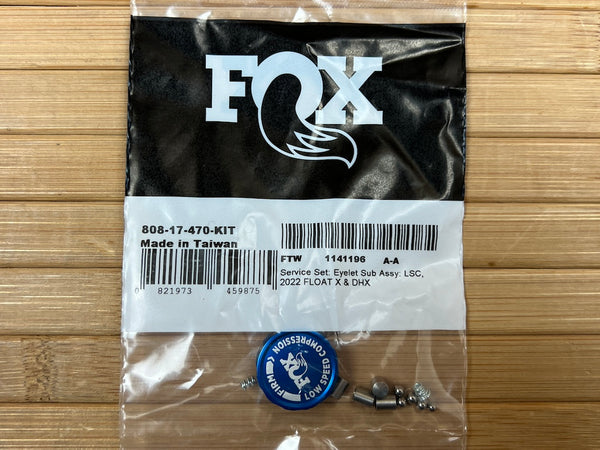 FOX
808-17-470-KIT
Made in Taiwan
FTW 1141196 A-A
Service Set: Eyelet Sub Assy: LSC,
2022 FLOAT X & DHX
0 821973 459875
FOX
FIRM
LOW SPEED COMPRESSION